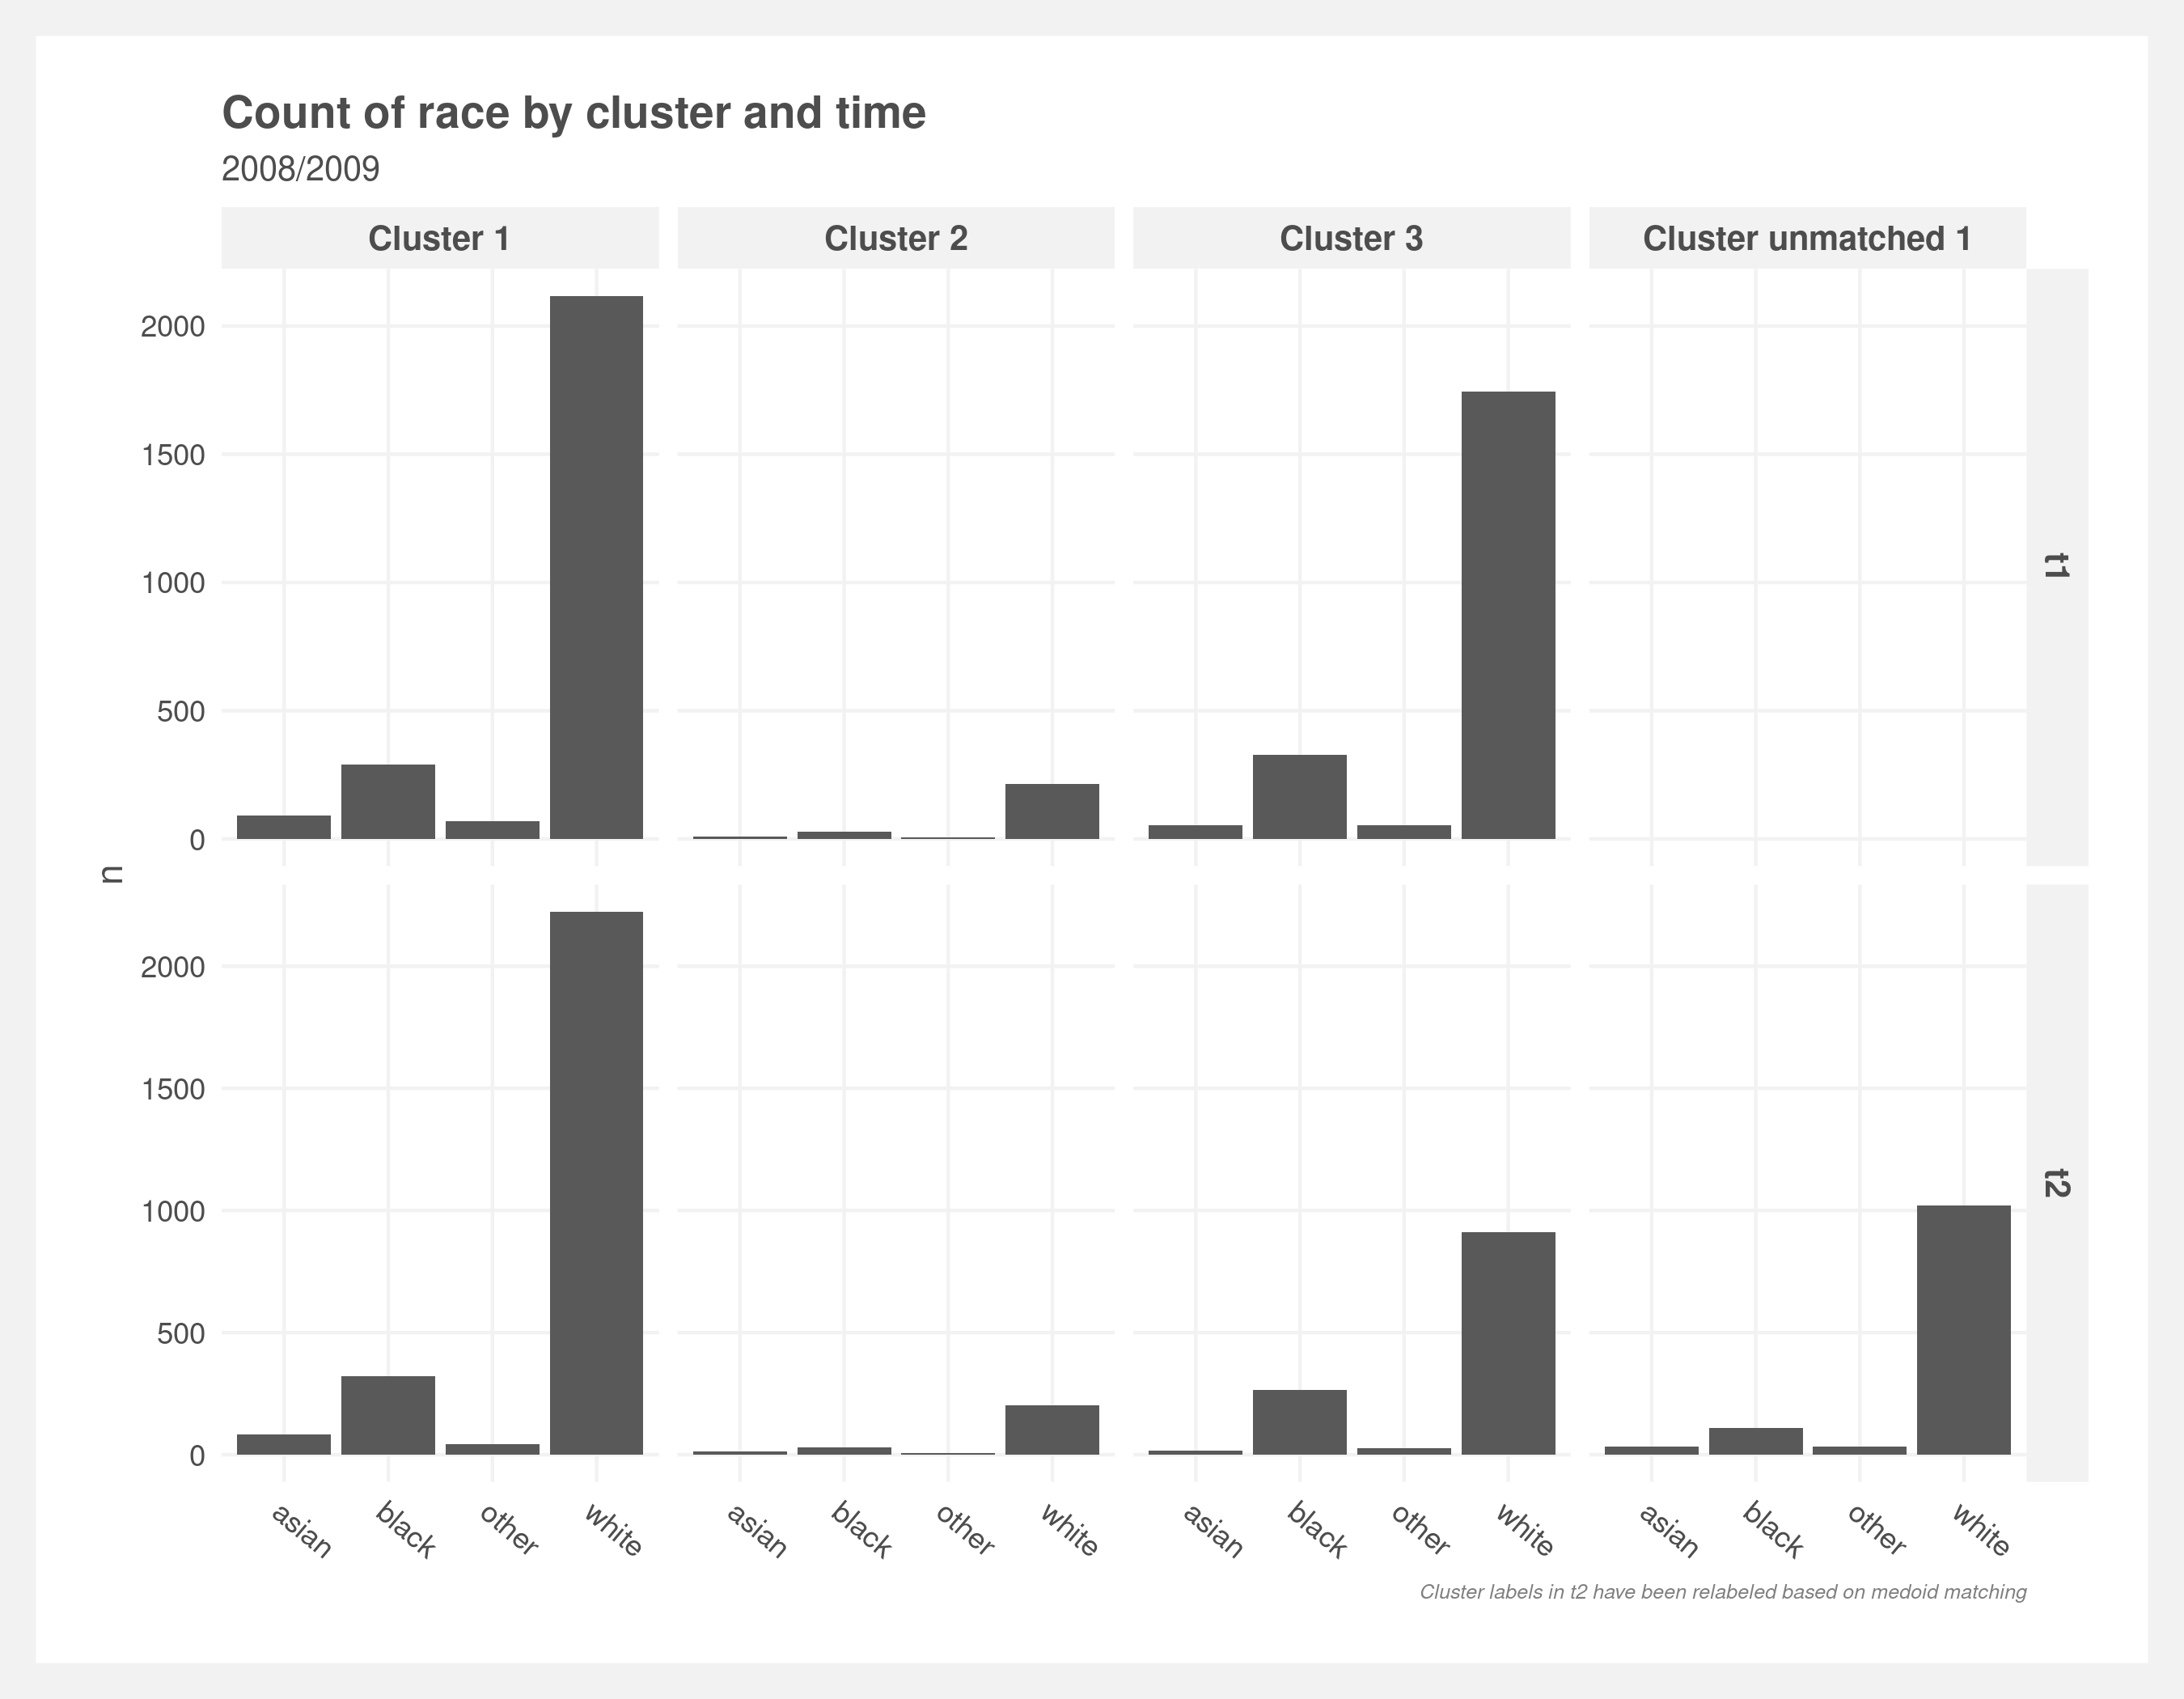 Count of race by cluster and time
2008/2009
Cluster 1 Cluster 2 Cluster 3 Cluster unmatched 1
2000
1500
1000
500
0
t1
n
2000
1500
1000
500
0
t2
asian black other white asian black other white asian black other white asian black other white
Cluster labels in t2 have been relabeled based on medoid matching